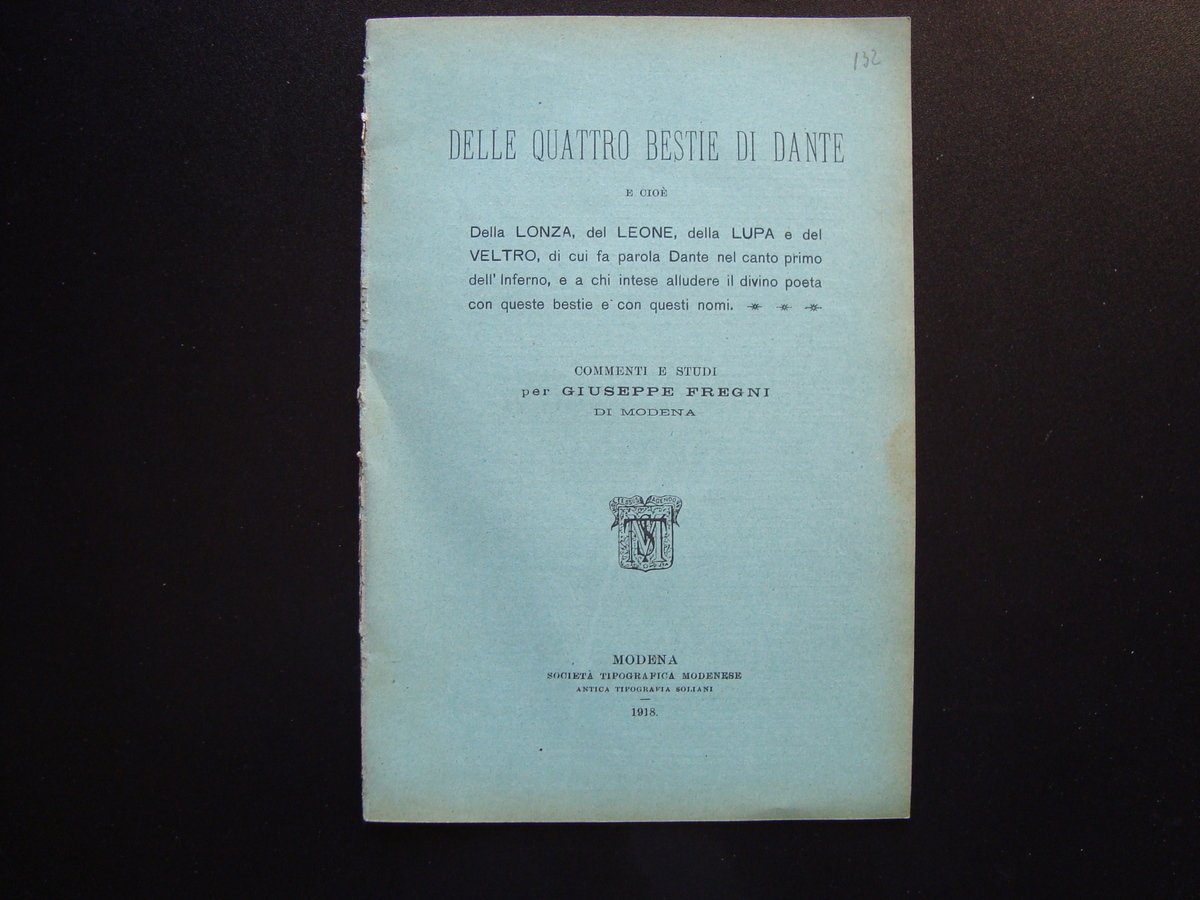 132
DELLE QUATTRO BESTIE DI DANTE
E CIOÈ
Della LONZA, del LEONE, della LUPA e del
VELTRO, di cui fa parola Dante nel canto primo
dell' Inferno, e a chi intese alludere il divino poeta
con queste bestie e con questi nomi.
COMMENTI E STUDI
per GIUSEPPE FREGNI
DI MODENA
MODENA
SOCIETÀ TIPOGRAFICA MODENESE
ANTICA TIPOGRAFIA SOLIANI
1918.